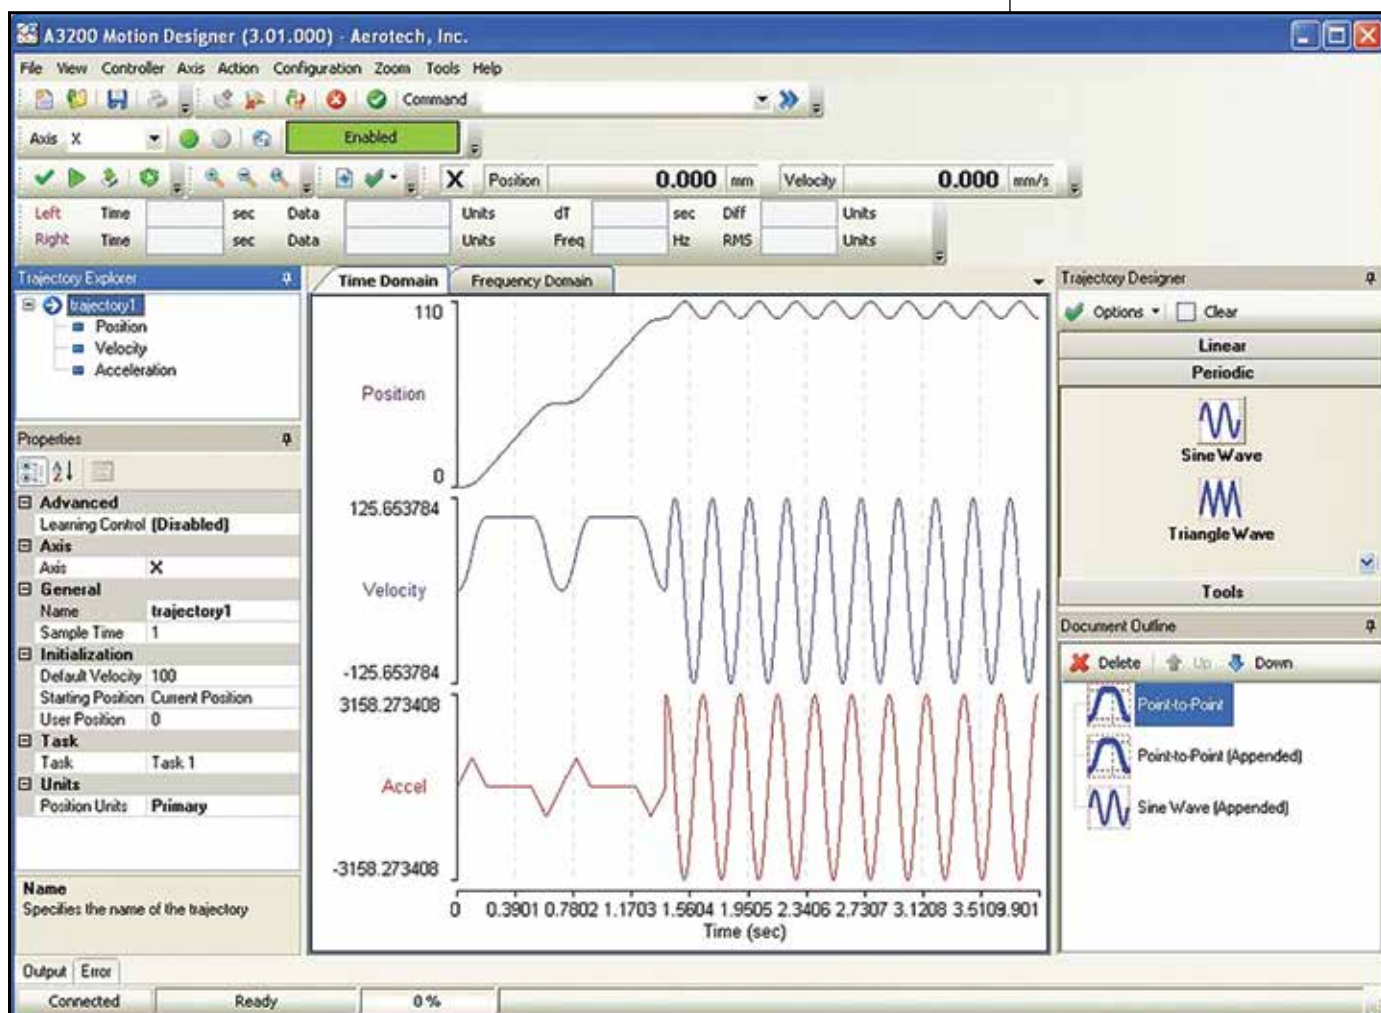 A3200 Motion Designer (3.01.000) - Aerotech, Inc.
File View Controller Axis Action Configuration Zoom Tools Help
Command
Axis X Enabled
X Position 0.000 mm Velocity 0.000 mm/s
Left Time sec Data Units dT sec Diff Units
Right Time sec Data Units Freq Hz RMS Units
Trajectory Explorer
trajectory1
Position
Velocity
Acceleration
Properties
Advanced
Learning Control (Disabled)
Axis
Axis X
General
Name trajectory1
Sample Time 1
Initialization
Default Velocity 100
Starting Position Current Position
User Position 0
Task
Task Task 1
Units
Position Units Primary
Name
Specifies the name of the trajectory
Time Domain Frequency Domain
110
Position
0
125.653784
Velocity
-125.653784
3158.273408
Accel
-3158.273408
0 0.3901 0.7802 1.1703 1.5604 1.9505 2.3406 2.7307 3.1208 3.5109 3.901
Time (sec)
Trajectory Designer
Options Clear
Linear
Periodic
Sine Wave
Triangle Wave
Tools
Document Outline
Delete Up Down
Point-to-Point
Point-to-Point (Appended)
Sine Wave (Appended)
Output Error
Connected Ready 0 %